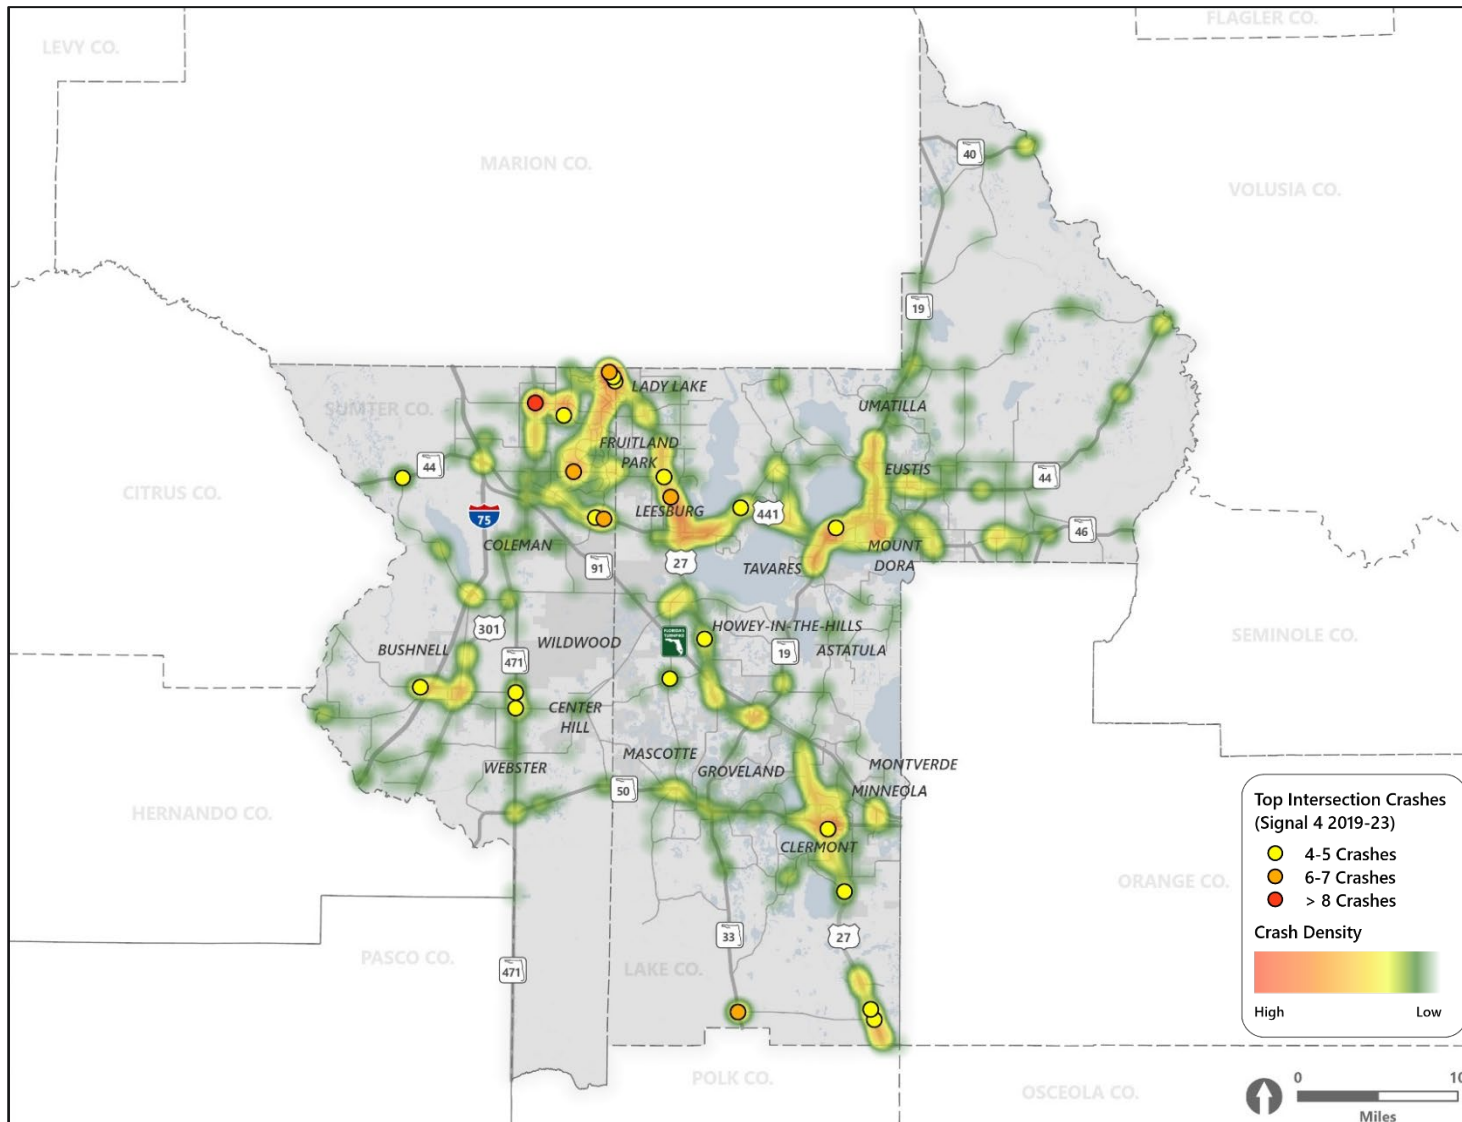 FLAGLER CO.
LEVY CO.
40
MARION CO.
VOLUSIA CO.
19
LADY LAKE
UMATILLA
SUMTER CO.
FRUITLAND
PARK
44
EUSTIS
44
CITRUS CO.
75
LEESBURG
441
46
COLEMAN
MOUNT
DORA
91
27
TAVARES
301
HOWEY-IN-THE-HILLS
WILDWOOD
SEMINOLE CO.
BUSHNELL
471
19
ASTATULA
CENTER
HILL
MASCOTTE
WEBSTER
GROVELAND
MONTVERDE
MINNEOLA
50
HERNANDO CO.
CLERMONT
ORANGE CO.
33
27
PASCO CO.
471
LAKE CO.
POLK CO.
OSCEOLA CO.
Top Intersection Crashes
(Signal 4 2019-23)
4-5 Crashes
6-7 Crashes
> 8 Crashes
Crash Density
High Low
0 10
Miles